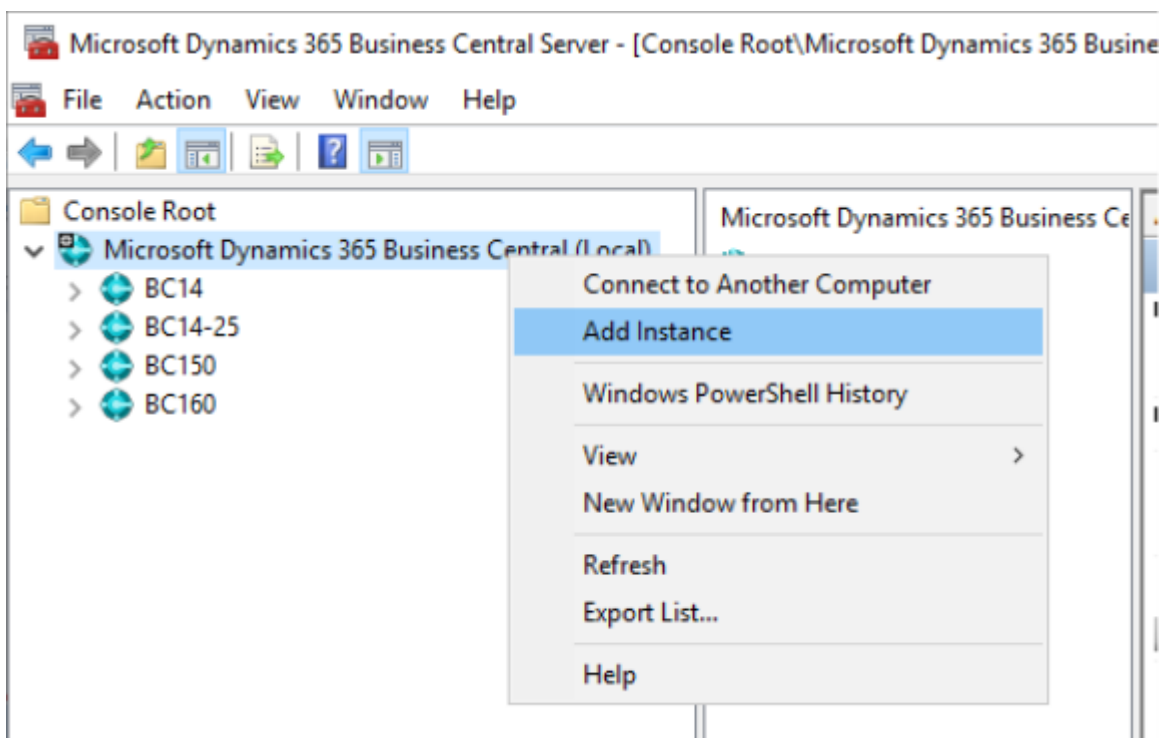 Microsoft Dynamics 365 Business Central Server - [Console Root\Microsoft Dynamics 365 Busine
File Action View Window Help
Console Root
Microsoft Dynamics 365 Business Ce
Microsoft Dynamics 365 Business Central (Local)
BC14
BC14-25
BC150
BC160
Connect to Another Computer
Add Instance
Windows PowerShell History
View
New Window from Here
Refresh
Export List...
Help